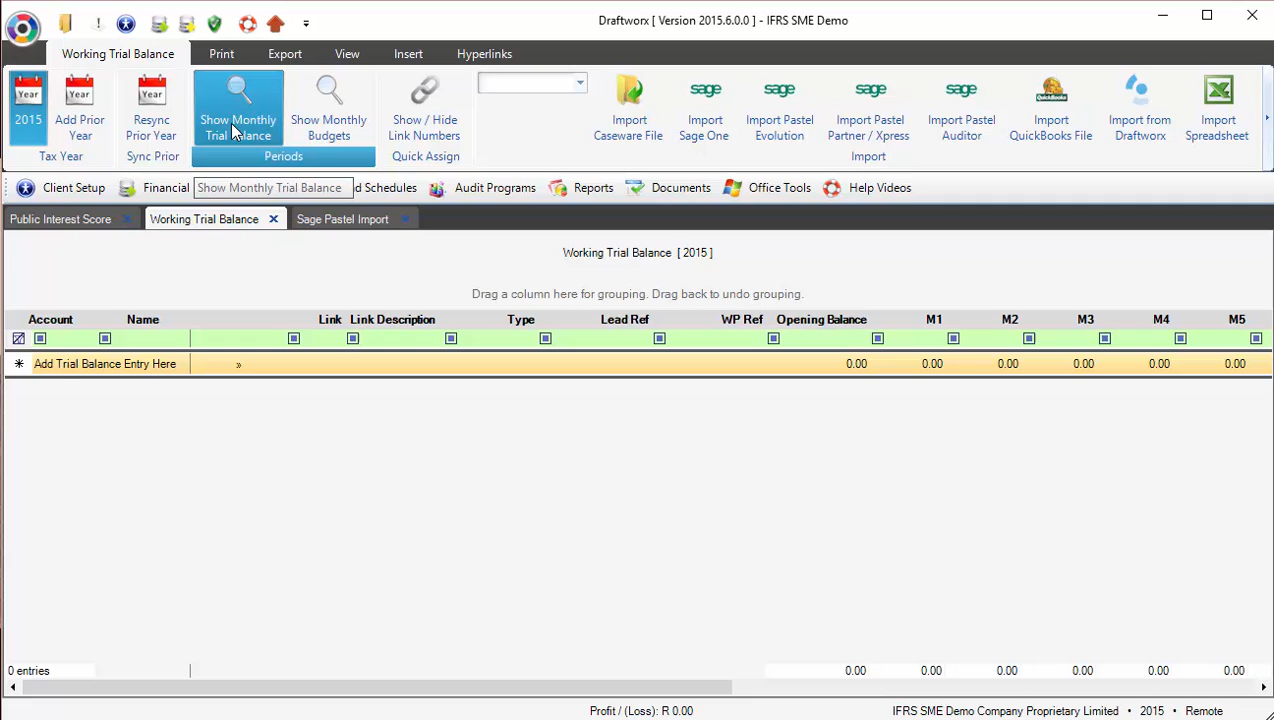 Draftworx [ Version 2015.6.0.0 ] - IFRS SME Demo
Working Trial Balance Print Export View Insert Hyperlinks
Year Year Year
2015 Add Prior Year Resync Prior Year Show Monthly Trial Balance Show Monthly Budgets Show / Hide Link Numbers Import Caseware File sage Import Sage One sage Import Pastel Evolution sage Import Pastel Partner / Xpress sage Import Pastel Auditor QuickBooks Import QuickBooks File Import from Draftworx Import Spreadsheet
Tax Year Sync Prior Periods Quick Assign Import
Client Setup Financial Show Monthly Trial Balance d Schedules Audit Programs Reports Documents Office Tools Help Videos
Public Interest Score Working Trial Balance Sage Pastel Import
Working Trial Balance [ 2015 ]
Drag a column here for grouping. Drag back to undo grouping.
Account Name Link Link Description Type Lead Ref WP Ref Opening Balance M1 M2 M3 M4 M5
Add Trial Balance Entry Here » 0.00 0.00 0.00 0.00 0.00 0.00
0 entries 0.00 0.00 0.00 0.00 0.00 0.00
Profit / (Loss): R 0.00 IFRS SME Demo Company Proprietary Limited • 2015 • Remote